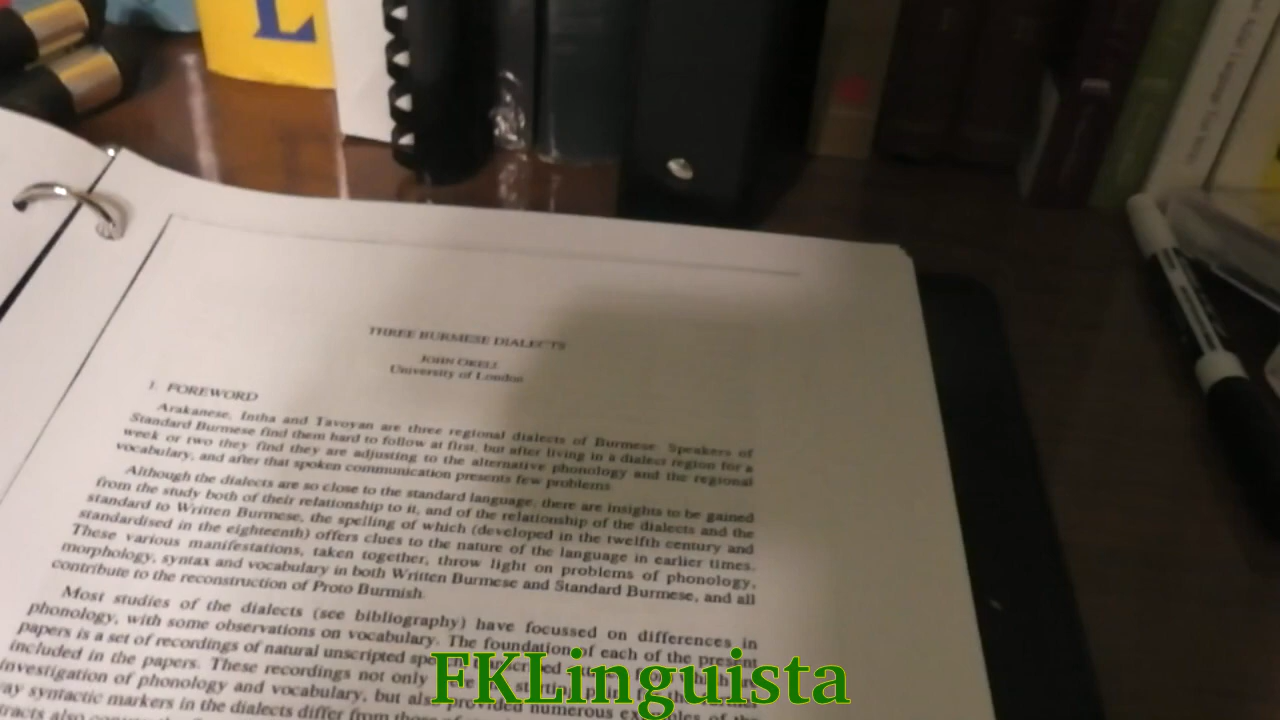 L
THREE BURMESE DIALECTS
JOHN OKELL
University of London
1. FOREWORD
Arakanese, Intha and Tavoyan are three regional dialects of Burmese. Speakers of
Standard Burmese find them hard to follow at first, but after living in a dialect region for a
week or two they find they are adjusting to the alternative phonology and the regional
vocabulary, and after that spoken communication presents few problems.
Although the dialects are so close to the standard language, there are insights to be gained
from the study both of their relationship to it, and of the relationship of the dialects and the
standard to Written Burmese, the spelling of which (developed in the twelfth century and
standardised in the eighteenth) offers clues to the nature of the language in earlier times.
These various manifestations, taken together, throw light on problems of phonology,
morphology, syntax and vocabulary in both Written Burmese and Standard Burmese, and all
contribute to the reconstruction of Proto Burmish.
Most studies of the dialects (see bibliography) have focussed on differences in
phonology, with some observations on vocabulary. The foundation of each of the present
papers is a set of recordings of natural unscripted
included in the papers. These recordings not only
investigation of phonology and vocabulary, but also provided numerous examples of the
way syntactic markers in the dialects differ from those of
FKLinguista